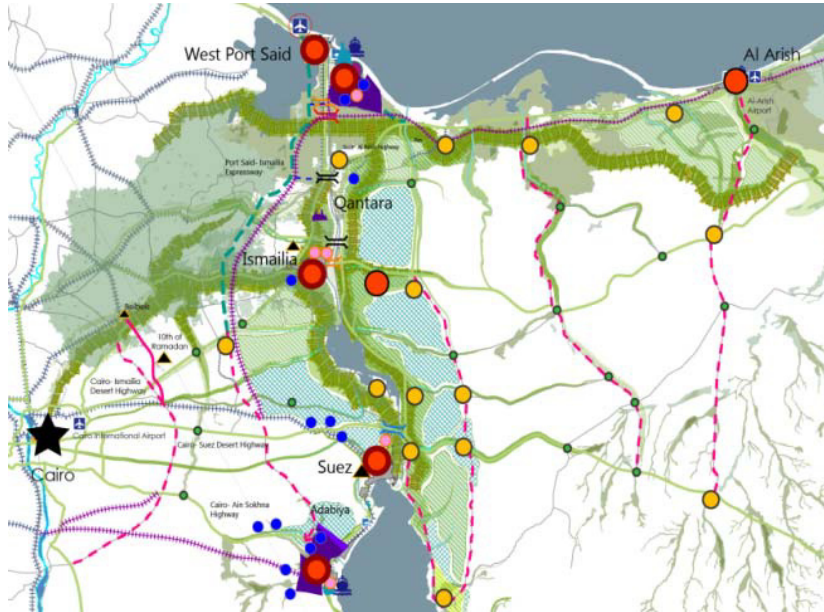 West Port Said
Al Arish
Al-Arish
Airport
Port Said- Ismailia
Expressway
Qantara
Ismailia
Belbeis
10th of
Ramadan
Cairo- Ismailia
Desert Highway
Cairo International Airport
Cairo- Suez Desert Highway
Cairo
Suez
Cairo- Ain Sokhna
Highway
Adabiya